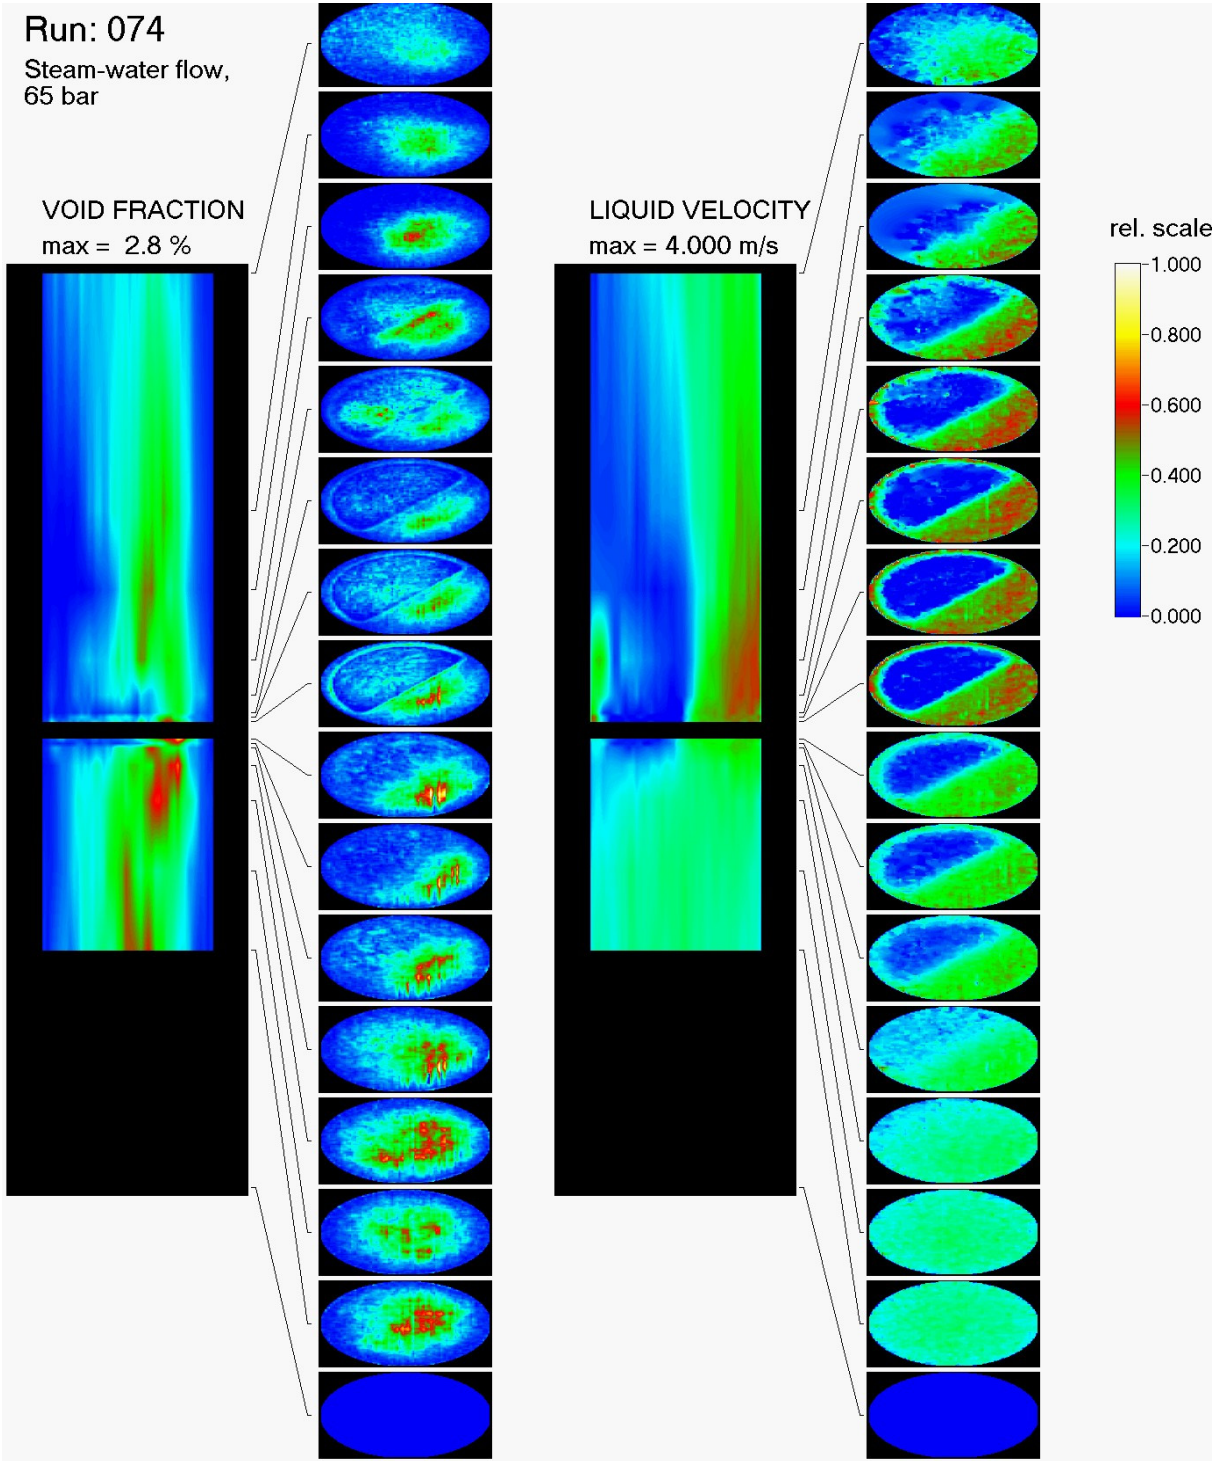 Run: 074
Steam-water flow,
65 bar
VOID FRACTION
max = 2.8 %
LIQUID VELOCITY
max = 4.000 m/s
rel. scale
1.000
0.800
0.600
0.400
0.200
0.000